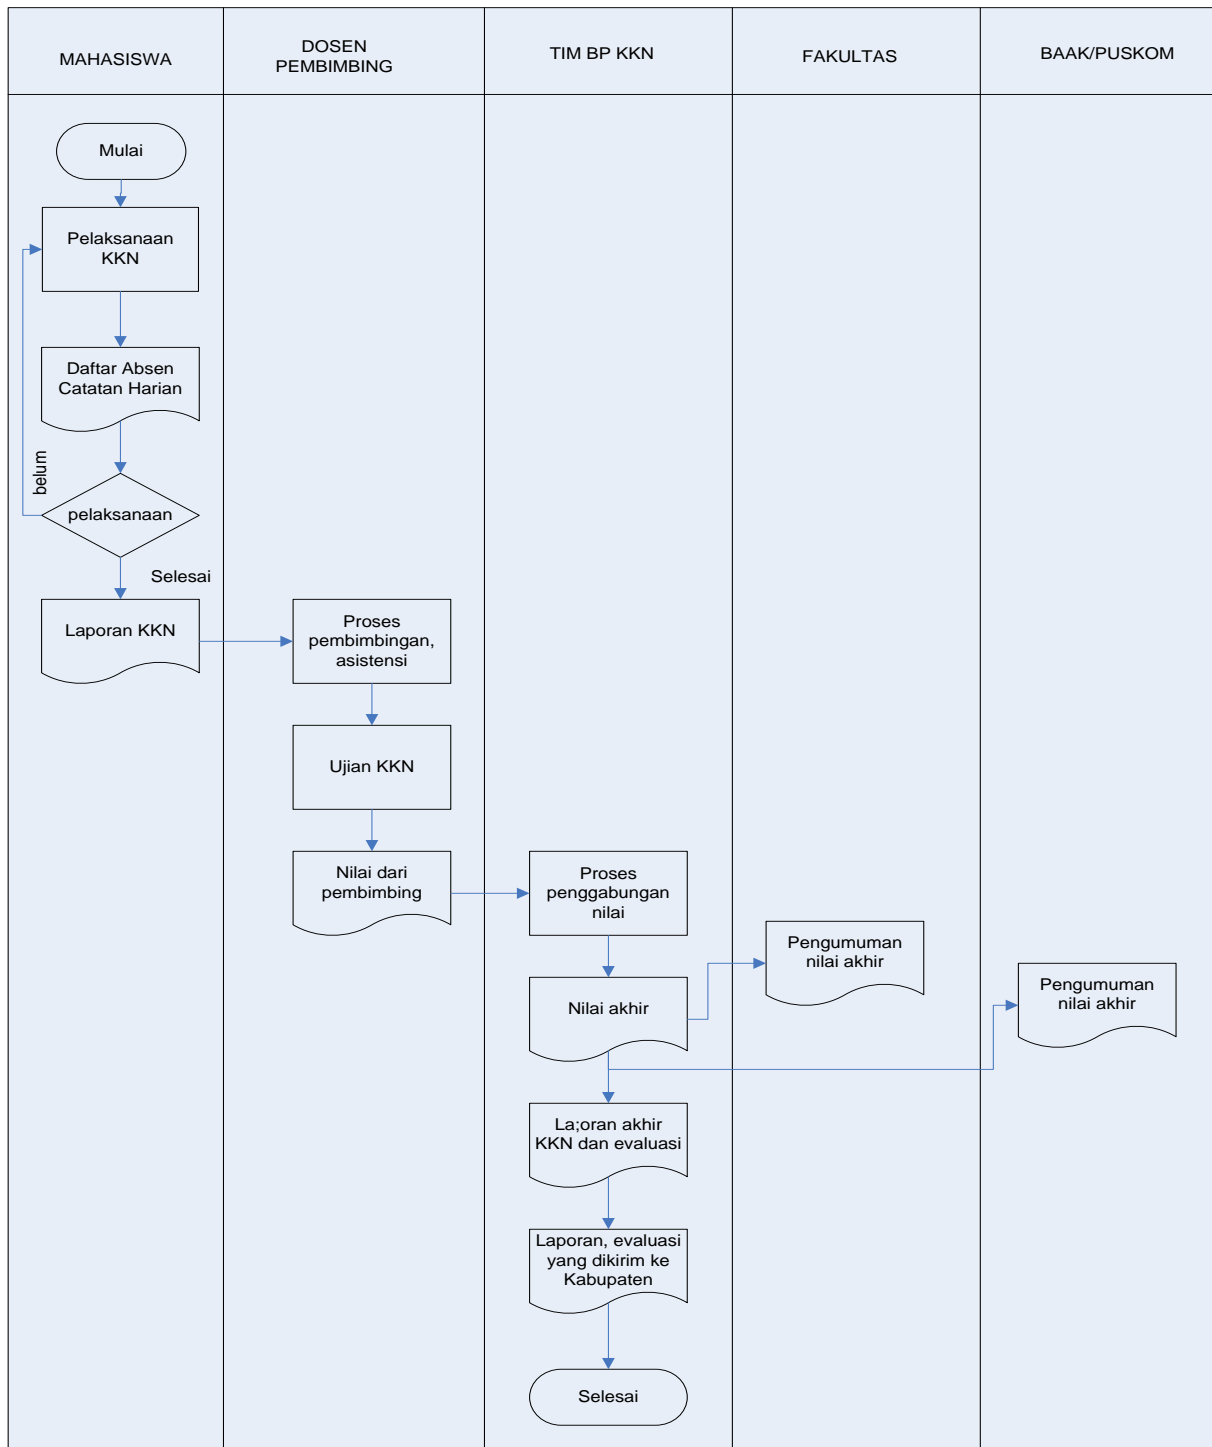 MAHASISWA
DOSEN
PEMBIMBING
TIM BP KKN
FAKULTAS
BAAK/PUSKOM
Mulai
Pelaksanaan
KKN
Daftar Absen
Catatan Harian
belum
pelaksanaan
Selesai
Laporan KKN
Proses
pembimbingan,
asistensi
Ujian KKN
Nilai dari
pembimbing
Proses
penggabungan
nilai
Pengumuman
nilai akhir
Pengumuman
nilai akhir
Nilai akhir
La;oran akhir
KKN dan evaluasi
Laporan, evaluasi
yang dikirim ke
Kabupaten
Selesai